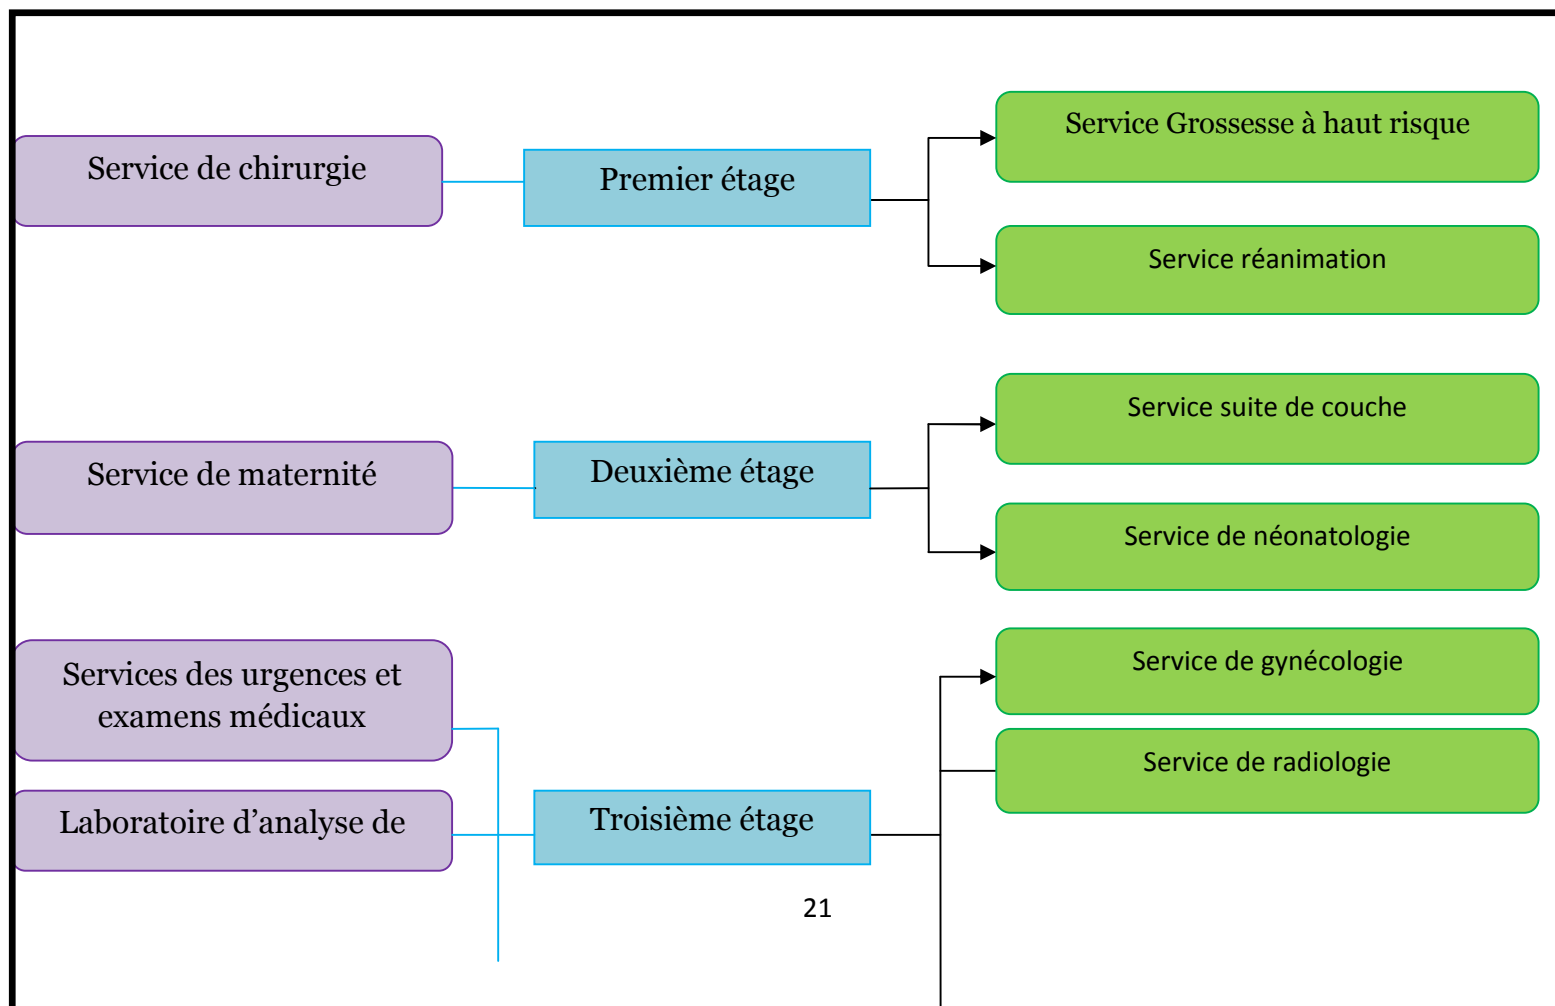 Service Grossesse à haut risque
Service de chirurgie
Premier étage
Service réanimation
Service suite de couche
Service de maternité
Deuxième étage
Service de néonatologie
Services des urgences et
examens médicaux
Service de gynécologie
Service de radiologie
Laboratoire d’analyse de
Troisième étage
21